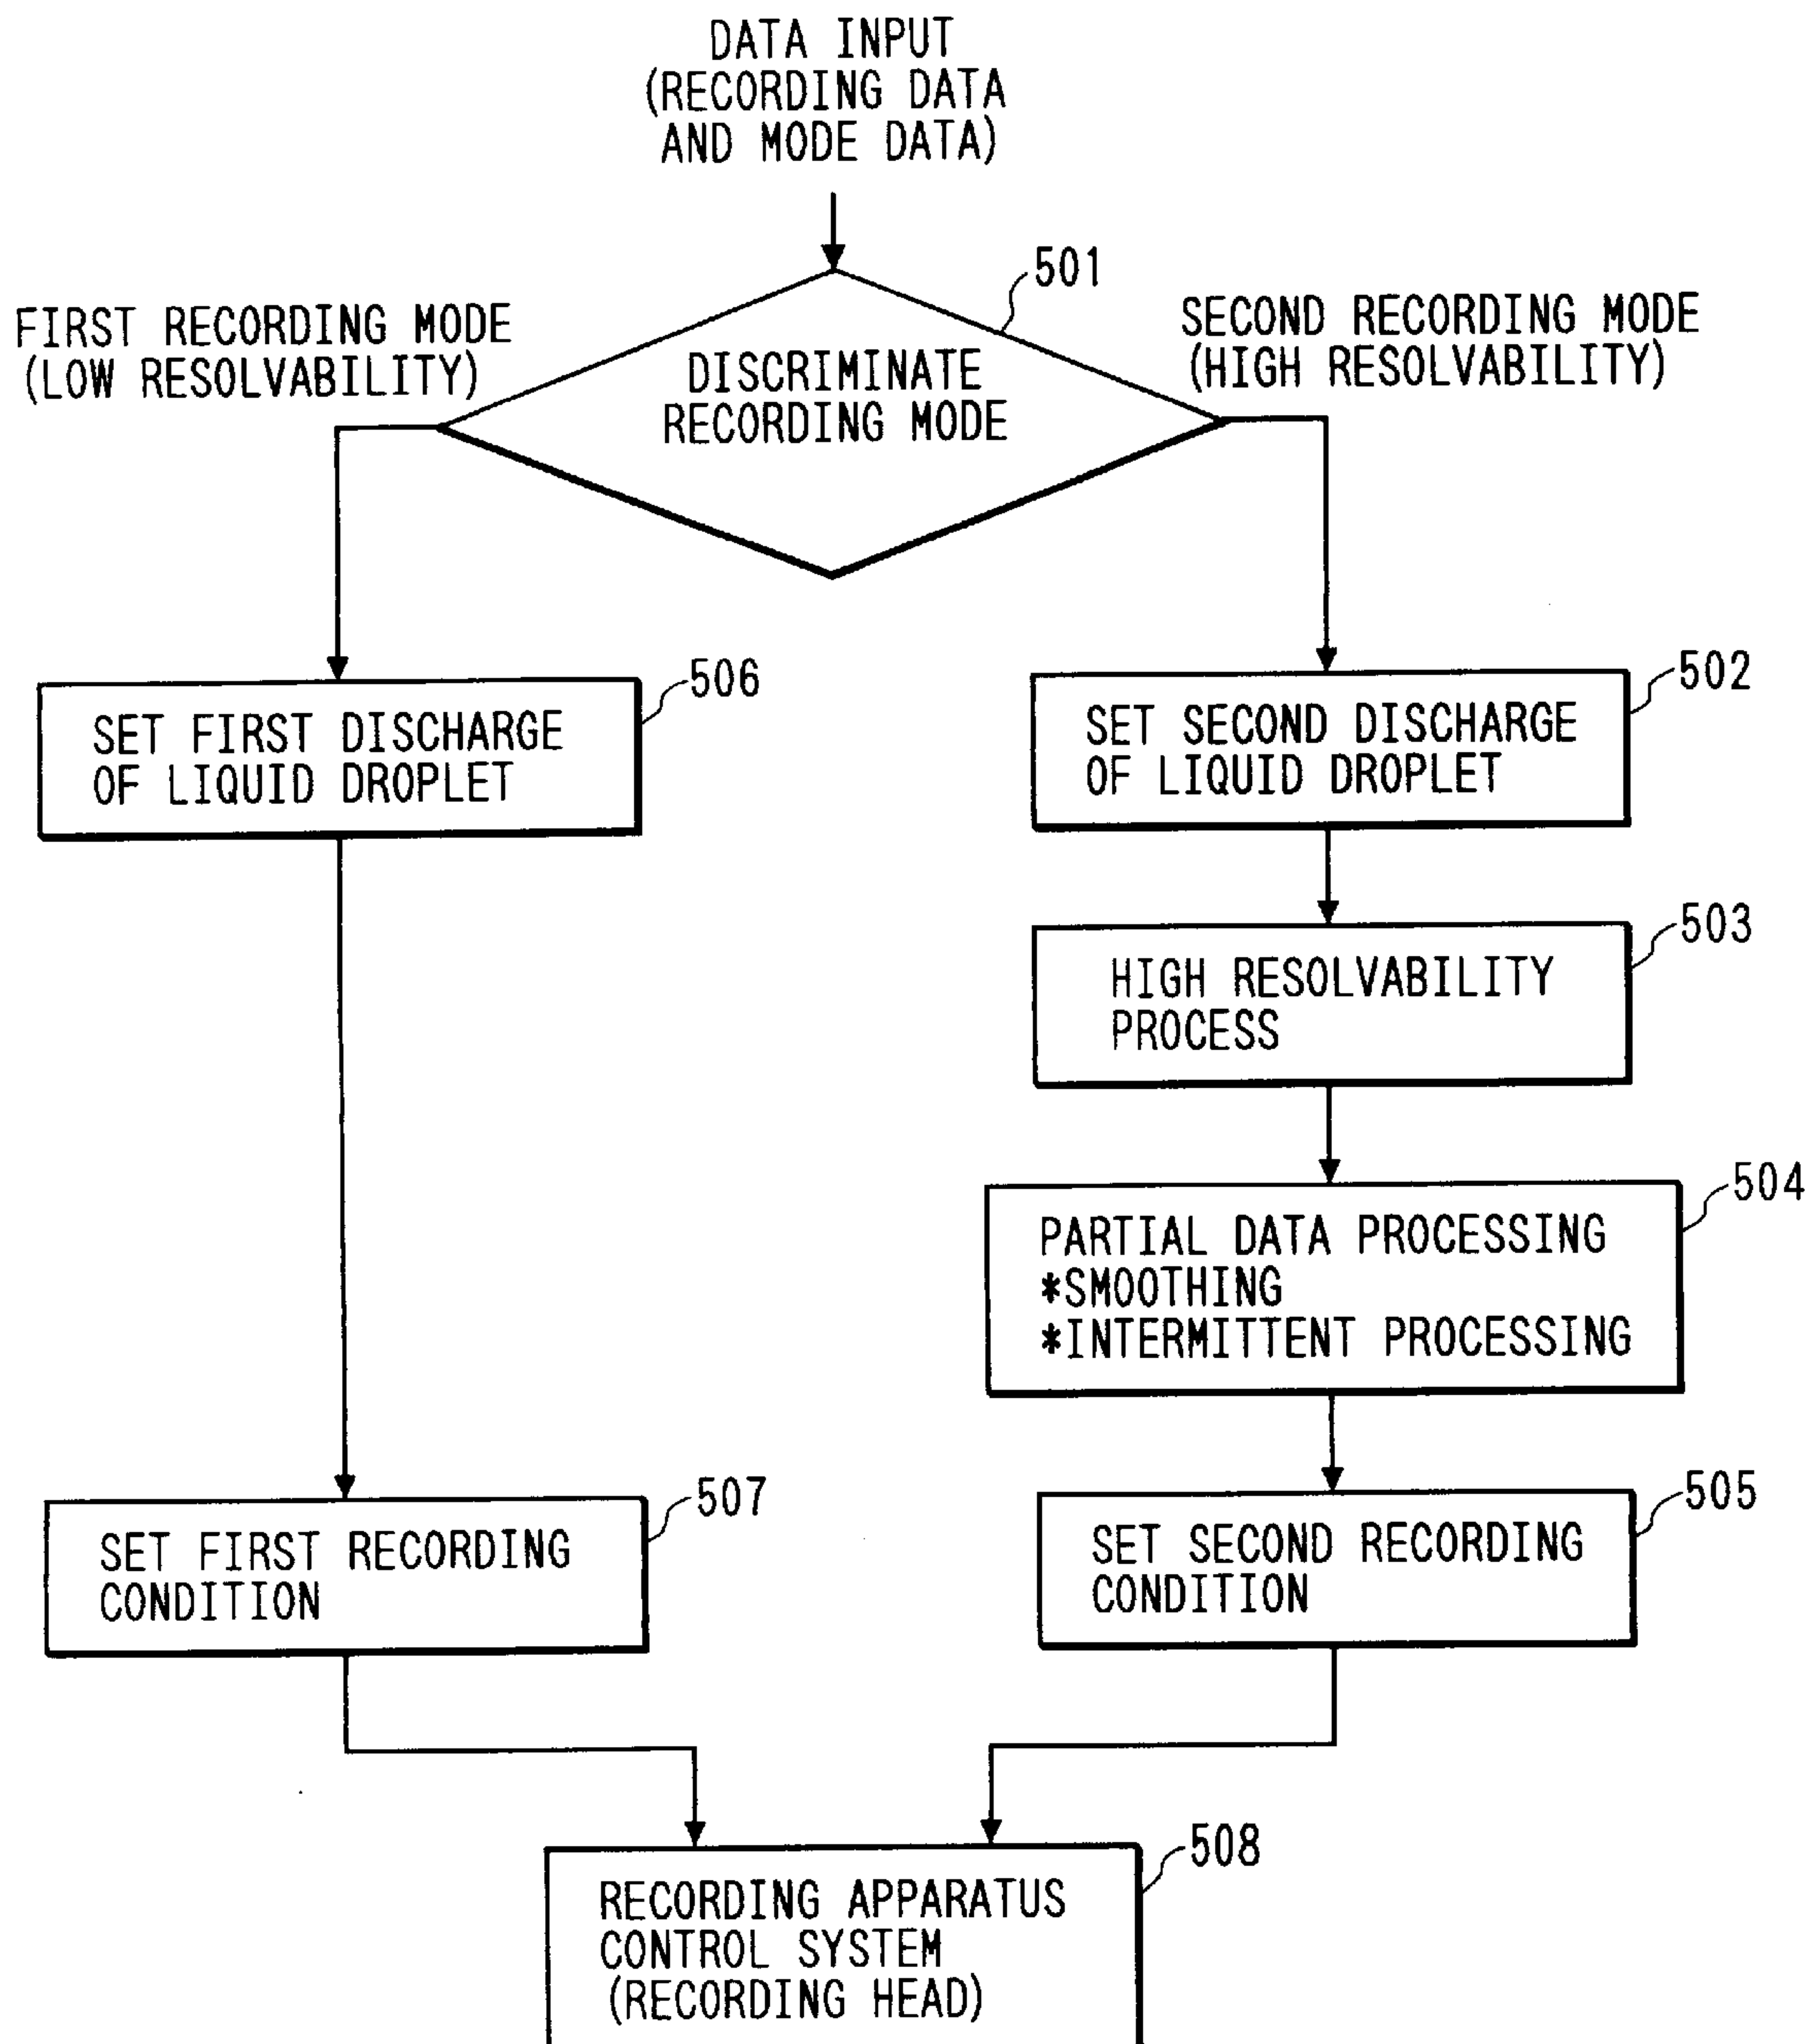 DATA INPUT
(RECORDING DATA
AND MODE DATA)
501
FIRST RECORDING MODE
(LOW RESOLVABILITY)
SECOND RECORDING MODE
(HIGH RESOLVABILITY)
DISCRIMINATE
RECORDING MODE
506
SET FIRST DISCHARGE
OF LIQUID DROPLET
502
SET SECOND DISCHARGE
OF LIQUID DROPLET
503
HIGH RESOLVABILITY
PROCESS
504
PARTIAL DATA PROCESSING
*SMOOTHING
*INTERMITTENT PROCESSING
507
SET FIRST RECORDING
CONDITION
505
SET SECOND RECORDING
CONDITION
508
RECORDING APPARATUS
CONTROL SYSTEM
(RECORDING HEAD)